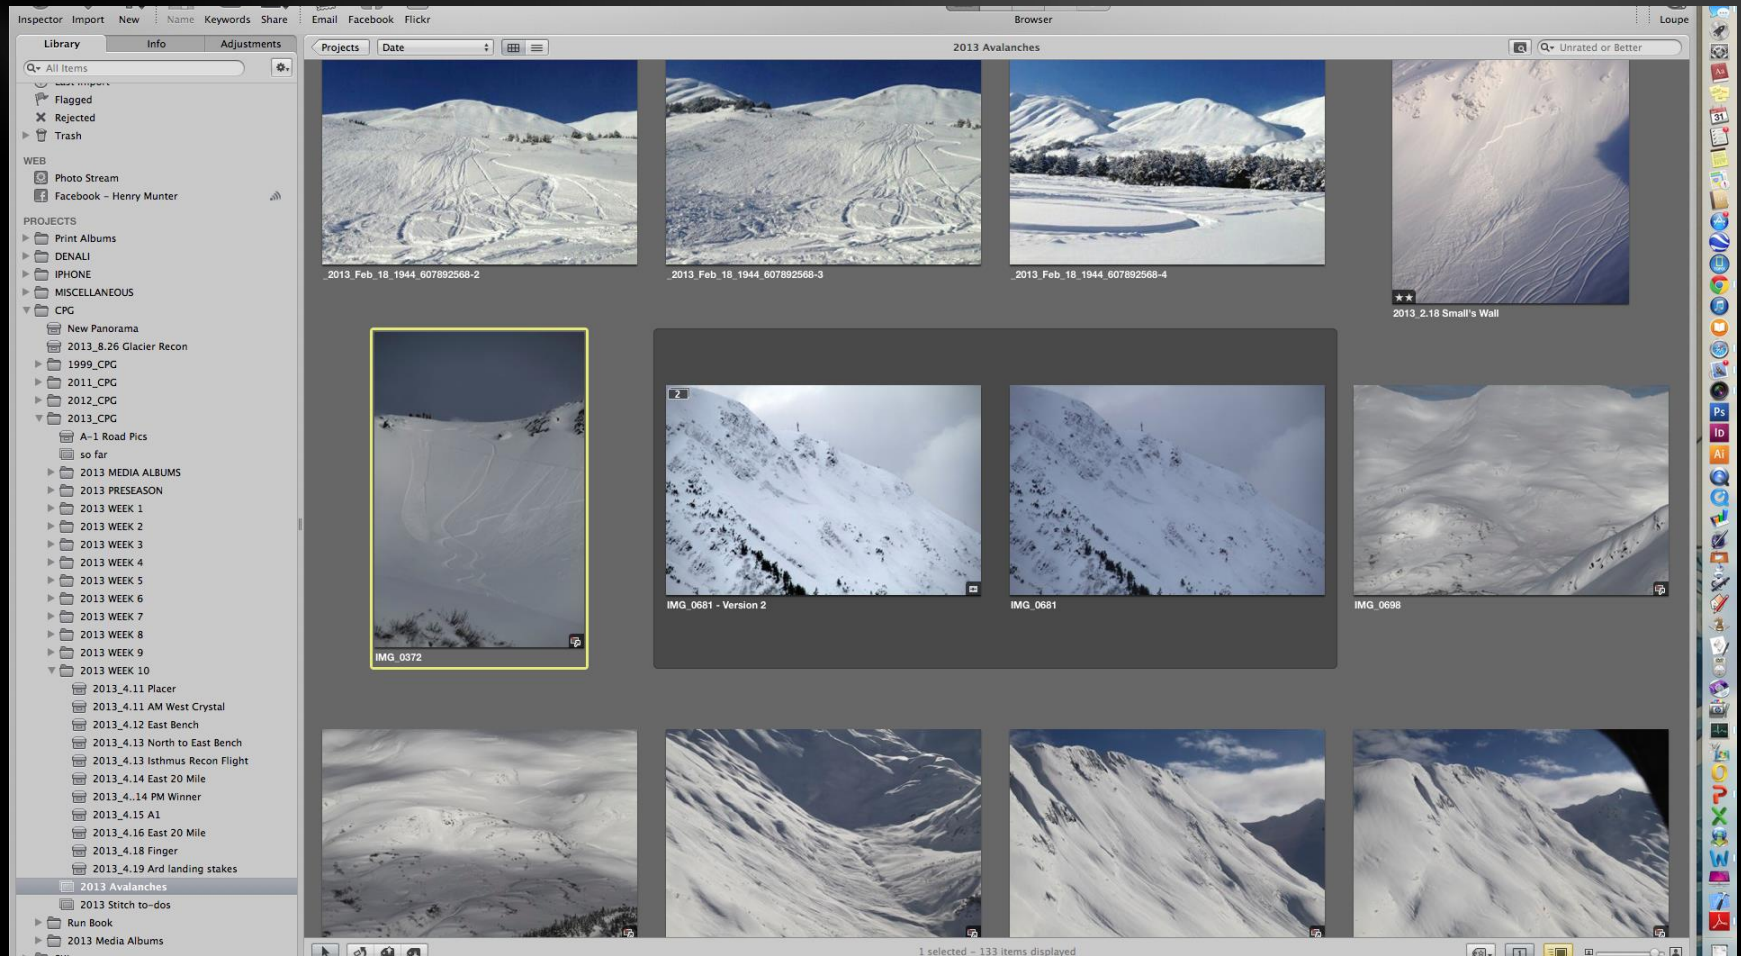 Inspector Import New Name Keywords Share Email Facebook Flickr Browser Loupe
Library Info Adjustments
Projects Date 2013 Avalanches Unrated or Better
All Items
Last Import
Flagged
Rejected
Trash
WEB
Photo Stream
Facebook - Henry Munter
PROJECTS
Print Albums
DENALI
IPHONE
MISCELLANEOUS
CPG
New Panorama
2013_8.26 Glacier Recon
1999_CPG
2011_CPG
2012_CPG
2013_CPG
A-1 Road Pics
so far
2013 MEDIA ALBUMS
2013 PRESEASON
2013 WEEK 1
2013 WEEK 2
2013 WEEK 3
2013 WEEK 4
2013 WEEK 5
2013 WEEK 6
2013 WEEK 7
2013 WEEK 8
2013 WEEK 9
2013 WEEK 10
2013_4.11 Placer
2013_4.11 AM West Crystal
2013_4.12 East Bench
2013_4.13 North to East Bench
2013_4.13 Isthmus Recon Flight
2013_4.14 East 20 Mile
2013_4..14 PM Winner
2013_4.15 A1
2013_4.16 East 20 Mile
2013_4.18 Finger
2013_4.19 Ard landing stakes
2013 Avalanches
2013 Stitch to-dos
Run Book
2013 Media Albums
_2013_Feb_18_1944_607892568-2
_2013_Feb_18_1944_607892568-3
_2013_Feb_18_1944_607892568-4
2013_2.18 Small's Wall
IMG_0372
2
IMG_0681 - Version 2
IMG_0681
IMG_0698
1 selected - 133 items displayed
1
Aa
31
Ps
ID
Ai